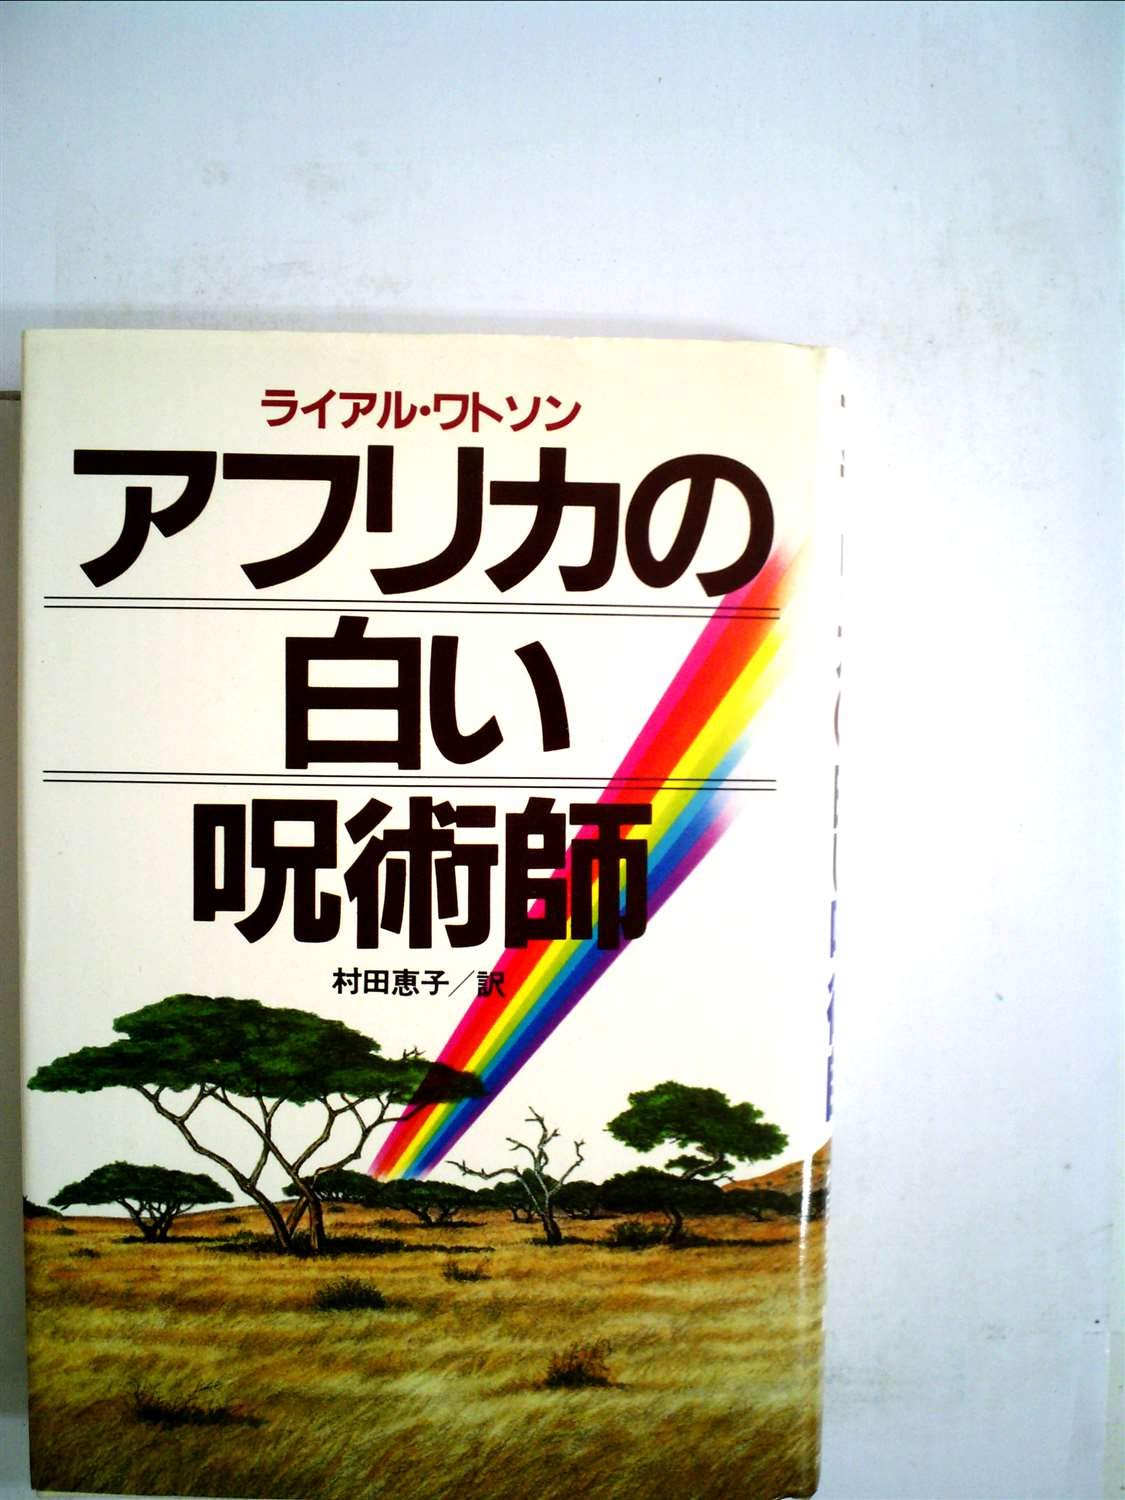 ライアル・ワトソン
アフリカの
白い
呪術師
村田恵子／訳